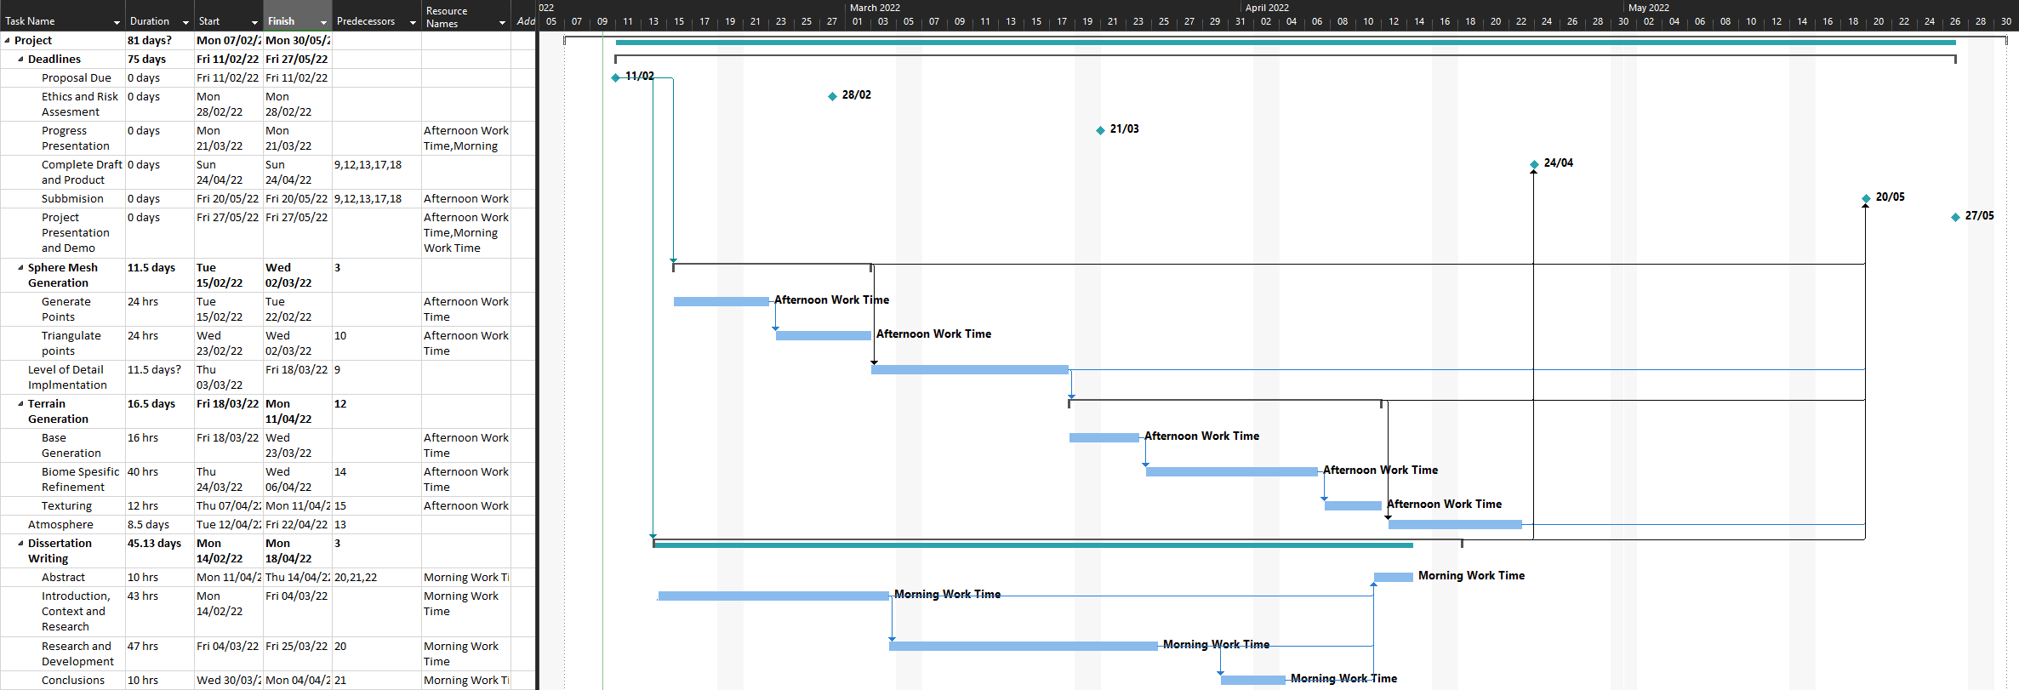 022 March 2022 April 2022 May 2022
Task Name Duration Start Finish Predecessors Resource Names Add
05 07 09 11 13 15 17 19 21 23 25 27 01 03 05 07 09 11 13 15 17 19 21 23 25 27 29 31 02 04 06 08 10 12 14 16 18 20 22 24 26 28 30 02 04 06 08 10 12 14 16 18 20 22 24 26 28 30
Project 81 days? Mon 07/02/2 Mon 30/05/2
Deadlines 75 days Fri 11/02/22 Fri 27/05/22
Proposal Due 0 days Fri 11/02/22 Fri 11/02/22 11/02
Ethics and Risk Assesment 0 days Mon 28/02/22 Mon 28/02/22 28/02
Progress Presentation 0 days Mon 21/03/22 Mon 21/03/22 Afternoon Work Time,Morning 21/03
Complete Draft and Product 0 days Sun 24/04/22 Sun 24/04/22 9,12,13,17,18 24/04
Subbmision 0 days Fri 20/05/22 Fri 20/05/22 9,12,13,17,18 Afternoon Work 20/05
Project Presentation and Demo 0 days Fri 27/05/22 Fri 27/05/22 Afternoon Work Time,Morning Work Time 27/05
Sphere Mesh Generation 11.5 days Tue 15/02/22 Wed 02/03/22 3
Generate Points 24 hrs Tue 15/02/22 Tue 22/02/22 Afternoon Work Time Afternoon Work Time
Triangulate points 24 hrs Wed 23/02/22 Wed 02/03/22 10 Afternoon Work Time Afternoon Work Time
Level of Detail Implmentation 11.5 days? Thu 03/03/22 Fri 18/03/22 9
Terrain Generation 16.5 days Fri 18/03/22 Mon 11/04/22 12
Base Generation 16 hrs Fri 18/03/22 Wed 23/03/22 Afternoon Work Time Afternoon Work Time
Biome Spesific Refinement 40 hrs Thu 24/03/22 Wed 06/04/22 14 Afternoon Work Time Afternoon Work Time
Texturing 12 hrs Thu 07/04/22 Mon 11/04/2 15 Afternoon Work Afternoon Work Time
Atmosphere 8.5 days Tue 12/04/22 Fri 22/04/22 13
Dissertation Writing 45.13 days Mon 14/02/22 Mon 18/04/22 3
Abstract 10 hrs Mon 11/04/2 Thu 14/04/22 20,21,22 Morning Work Ti Morning Work Time
Introduction, Context and Research 43 hrs Mon 14/02/22 Fri 04/03/22 Morning Work Time Morning Work Time
Research and Development 47 hrs Fri 04/03/22 Fri 25/03/22 20 Morning Work Time Morning Work Time
Conclusions 10 hrs Wed 30/03/2 Mon 04/04/2 21 Morning Work Ti Morning Work Time